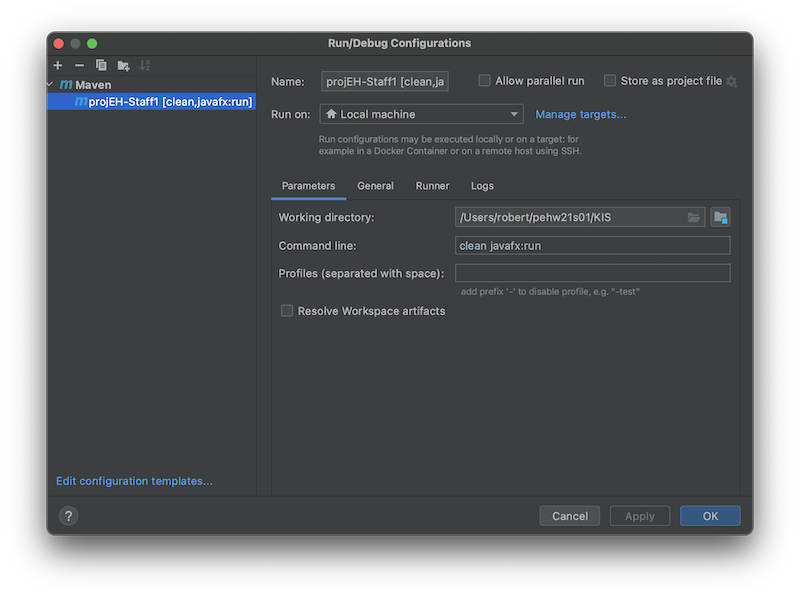 Run/Debug Configurations
Maven
projEH-Staff1 [clean,javafx:run]
Edit configuration templates...
Name: projEH-Staff1 [clean,ja Allow parallel run Store as project file
Run on: Local machine Manage targets...
Run configurations may be executed locally or on a target: for
example in a Docker Container or on a remote host using SSH.
Parameters General Runner Logs
Working directory: /Users/robert/pehw21s01/KIS
Command line: clean javafx:run
Profiles (separated with space):
add prefix '-' to disable profile, e.g. "-test"
Resolve Workspace artifacts
? Cancel Apply OK